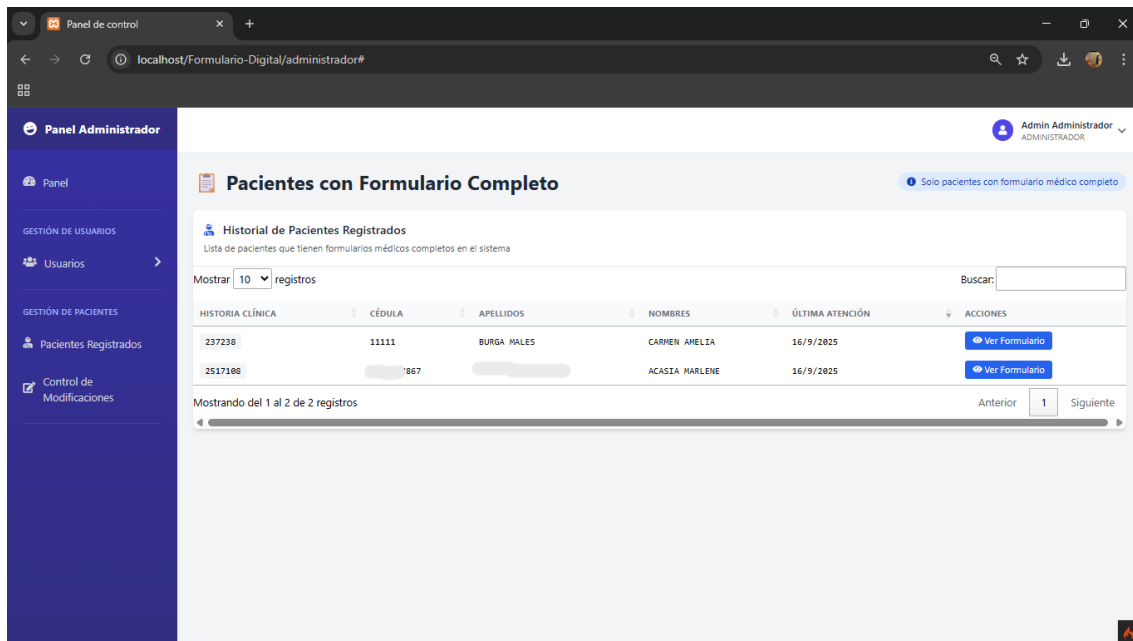 Panel de control
localhost/Formulario-Digital/administrador#
Panel Administrador
Admin Administrador
ADMINISTRADOR
Panel
Pacientes con Formulario Completo
Solo pacientes con formulario médico completo
GESTIÓN DE USUARIOS
Usuarios
Historial de Pacientes Registrados
Lista de pacientes que tienen formularios médicos completos en el sistema
Mostrar 10 registros
Buscar:
GESTIÓN DE PACIENTES
Pacientes Registrados
Control de
Modificaciones
HISTORIA CLÍNICA CÉDULA APELLIDOS NOMBRES ÚLTIMA ATENCIÓN ACCIONES
237238 11111 BURGA MALES CARMEN AMELIA 16/9/2025 Ver Formulario
2517108 867 ACASIA MARLENE 16/9/2025 Ver Formulario
Mostrando del 1 al 2 de 2 registros
Anterior 1 Siguiente